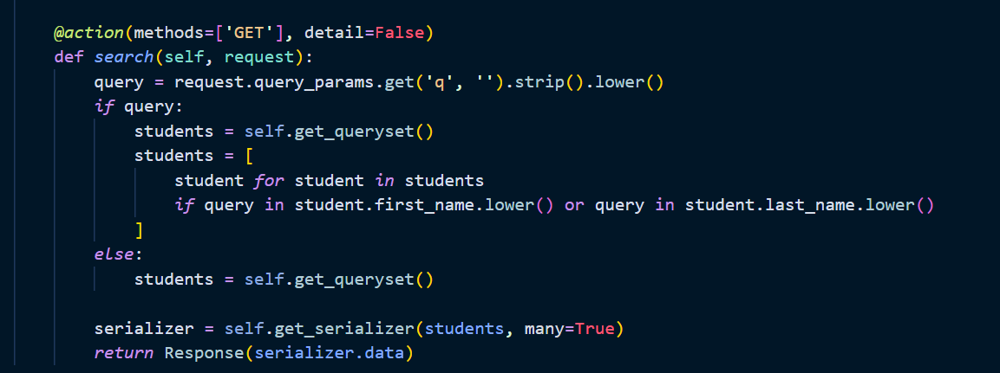 @action(methods=['GET'], detail=False)
def search(self, request):
    query = request.query_params.get('q', '').strip().lower()
    if query:
        students = self.get_queryset()
        students = [
            student for student in students
            if query in student.first_name.lower() or query in student.last_name.lower()
        ]
    else:
        students = self.get_queryset()

    serializer = self.get_serializer(students, many=True)
    return Response(serializer.data)